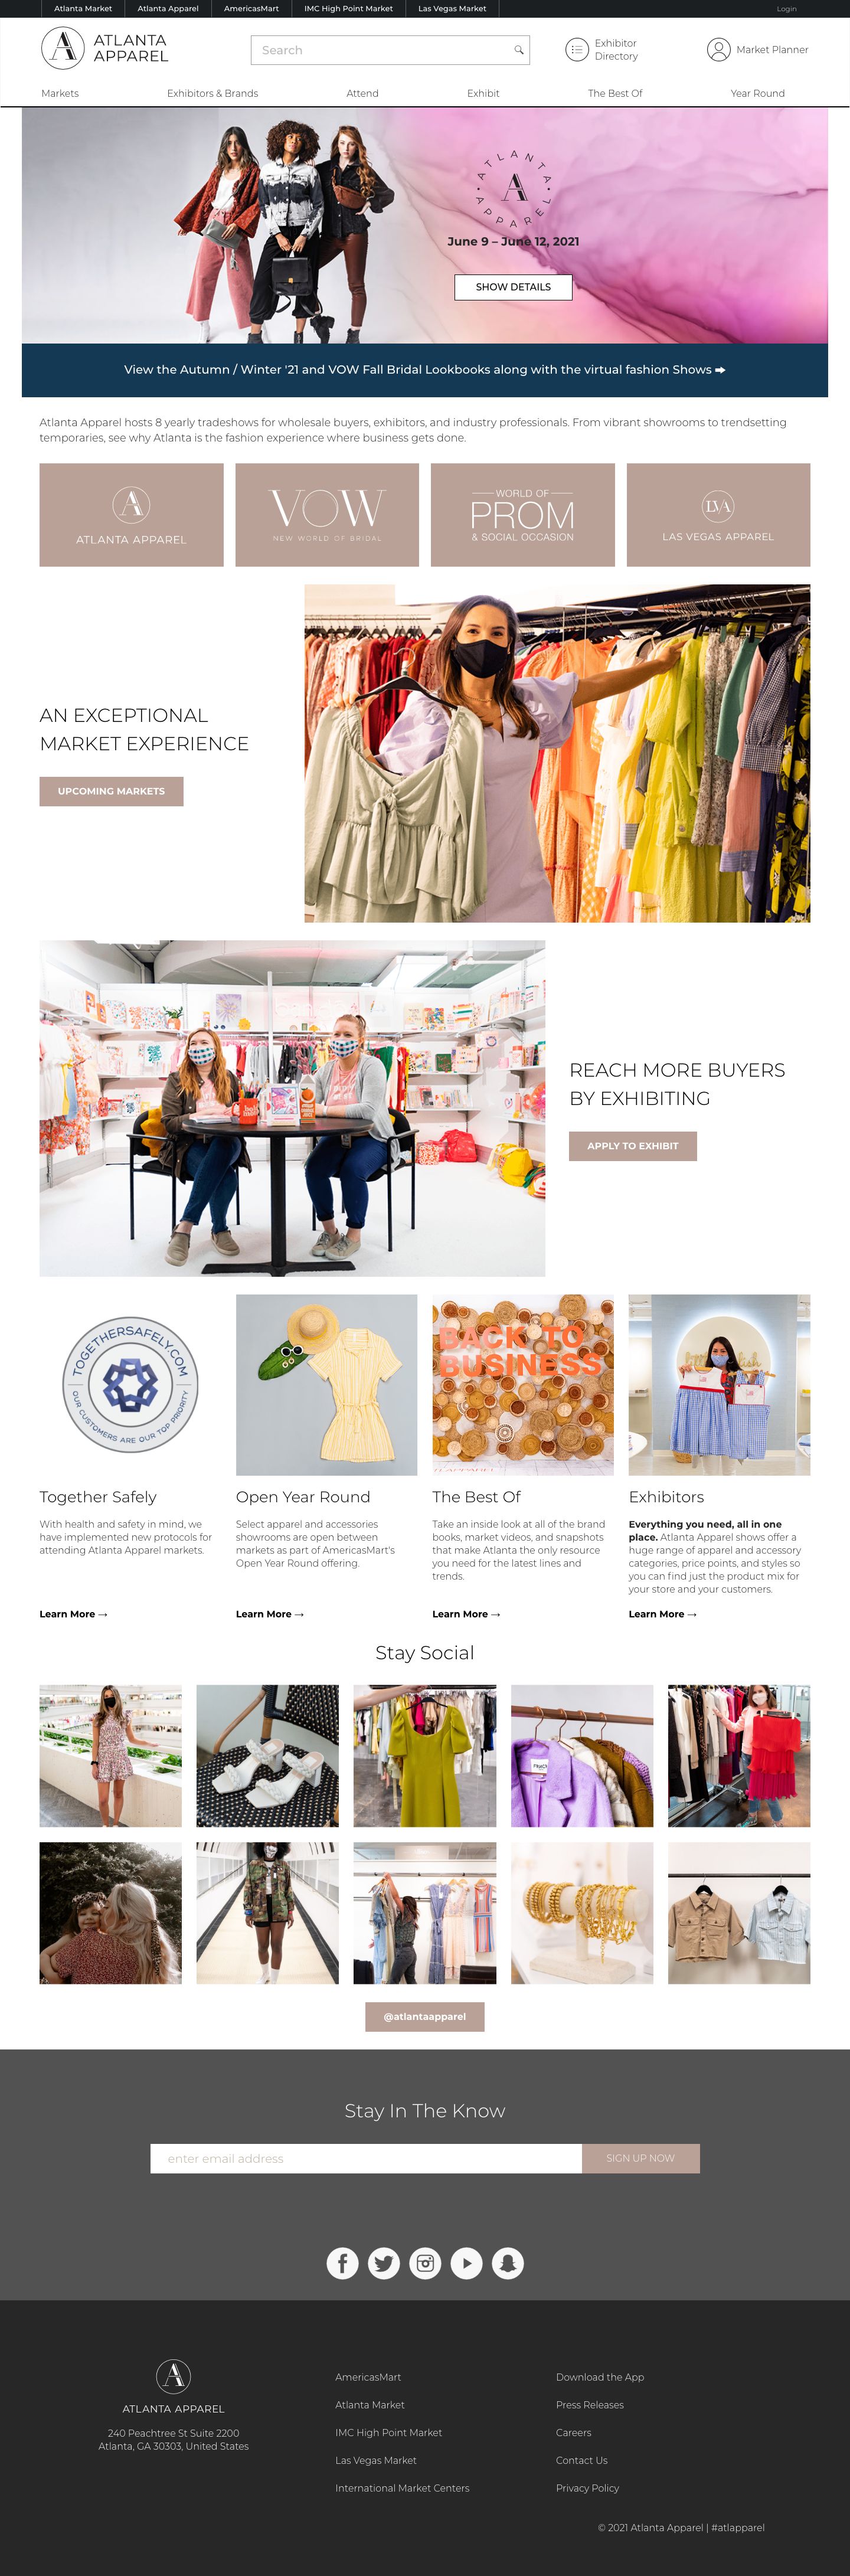 Atlanta Market
Atlanta Apparel
AmericasMart
IMC High Point Market
Las Vegas Market
Login
ATLANTA
APPAREL
Search
Exhibitor
Directory
Market Planner
Markets
Exhibitors & Brands
Attend
Exhibit
The Best Of
Year Round
ATLANTA
A
APPAREL
June 9 – June 12, 2021
SHOW DETAILS
View the Autumn / Winter '21 and VOW Fall Bridal Lookbooks along with the virtual fashion Shows ➡
Atlanta Apparel hosts 8 yearly tradeshows for wholesale buyers, exhibitors, and industry professionals. From vibrant showrooms to trendsetting
temporaries, see why Atlanta is the fashion experience where business gets done.
A
ATLANTA APPAREL
VOW
NEW WORLD OF BRIDAL
WORLD OF
PROM
& SOCIAL OCCASION
LVA
LAS VEGAS APPAREL
AN EXCEPTIONAL
MARKET EXPERIENCE
UPCOMING MARKETS
REACH MORE BUYERS
BY EXHIBITING
APPLY TO EXHIBIT
TOGETHERSAFELY.COM
OUR CUSTOMERS ARE OUR TOP PRIORITY
BACK TO
BUSINESS
Together Safely
With health and safety in mind, we
have implemented new protocols for
attending Atlanta Apparel markets.
Learn More →
Open Year Round
Select apparel and accessories
showrooms are open between
markets as part of AmericasMart's
Open Year Round offering.
Learn More →
The Best Of
Take an inside look at all of the brand
books, market videos, and snapshots
that make Atlanta the only resource
you need for the latest lines and
trends.
Learn More →
Exhibitors
Everything you need, all in one
place. Atlanta Apparel shows offer a
huge range of apparel and accessory
categories, price points, and styles so
you can find just the product mix for
your store and your customers.
Learn More →
Stay Social
@atlantaapparel
Stay In The Know
enter email address
SIGN UP NOW
A
ATLANTA APPAREL
240 Peachtree St Suite 2200
Atlanta, GA 30303, United States
AmericasMart
Atlanta Market
IMC High Point Market
Las Vegas Market
International Market Centers
Download the App
Press Releases
Careers
Contact Us
Privacy Policy
© 2021 Atlanta Apparel | #atlapparel